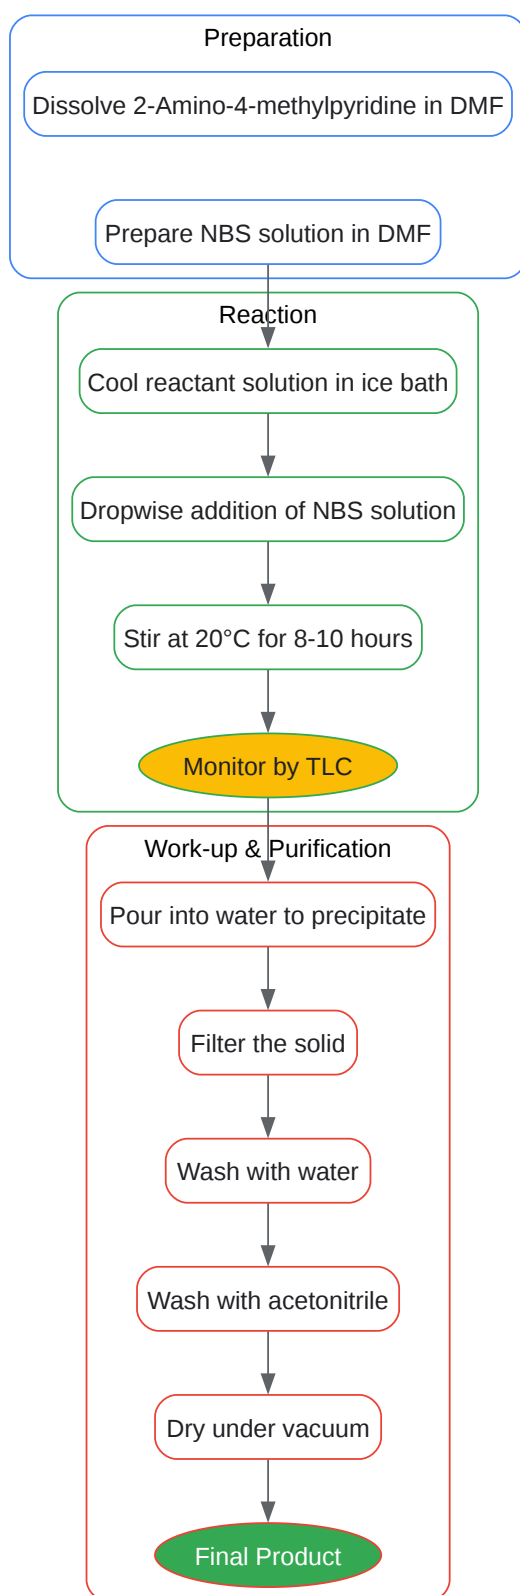 Preparation
Dissolve 2-Amino-4-methylpyridine in DMF
Prepare NBS solution in DMF
Reaction
Cool reactant solution in ice bath
Dropwise addition of NBS solution
Stir at 20°C for 8-10 hours
Monitor by TLC
Work-up & Purification
Pour into water to precipitate
Filter the solid
Wash with water
Wash with acetonitrile
Dry under vacuum
Final Product